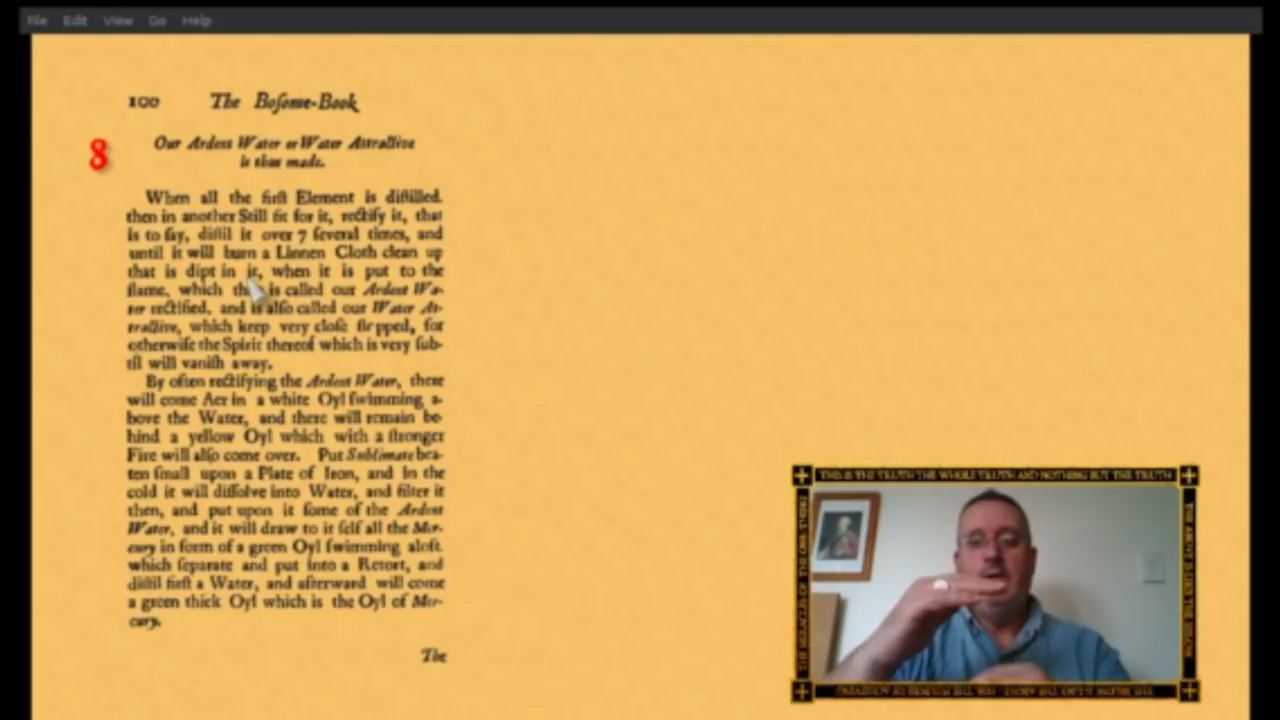 File Edit View Go Help
100 The Boſome-Book
8
Our Ardent Water or Water Attractive
is thus made.
When all the firſt Element is diſtilled.
then in another Still fit for it, rectify it, that
is to ſay, diſtil it over 7 ſeveral times, and
until it will burn a Linnen Cloth clean up
that is dipt in it, when it is put to the
flame, which is called our Ardent Wa-
ter rectified, and is alſo called our Water At-
tractive, which keep very cloſe ſtopped, for
otherwiſe the Spirit thereof which is very ſub-
til will vaniſh away.
By often rectifying the Ardent Water, there
will come Aer in a white Oyl ſwimming a-
bove the Water, and there will remain be-
hind a yellow Oyl which with a ſtronger
Fire will alſo come over. Put Sublimate bea-
ten ſmall upon a Plate of Iron, and in the
cold it will diſſolve into Water, and filter it
then, and put upon it ſome of the Ardent
Water, and it will draw to it ſelf all the Mer-
cury in form of a green Oyl ſwimming aloft
which ſeparate and put into a Retort, and
diſtil firſt a Water, and afterward will come
a green thick Oyl which is the Oyl of Mer-
cury.
The
THIS IS THE TRUTH THE WHOLE TRUTH AND NOTHING BUT THE TRUTH
THE MIRACLES OF THE ONE THING